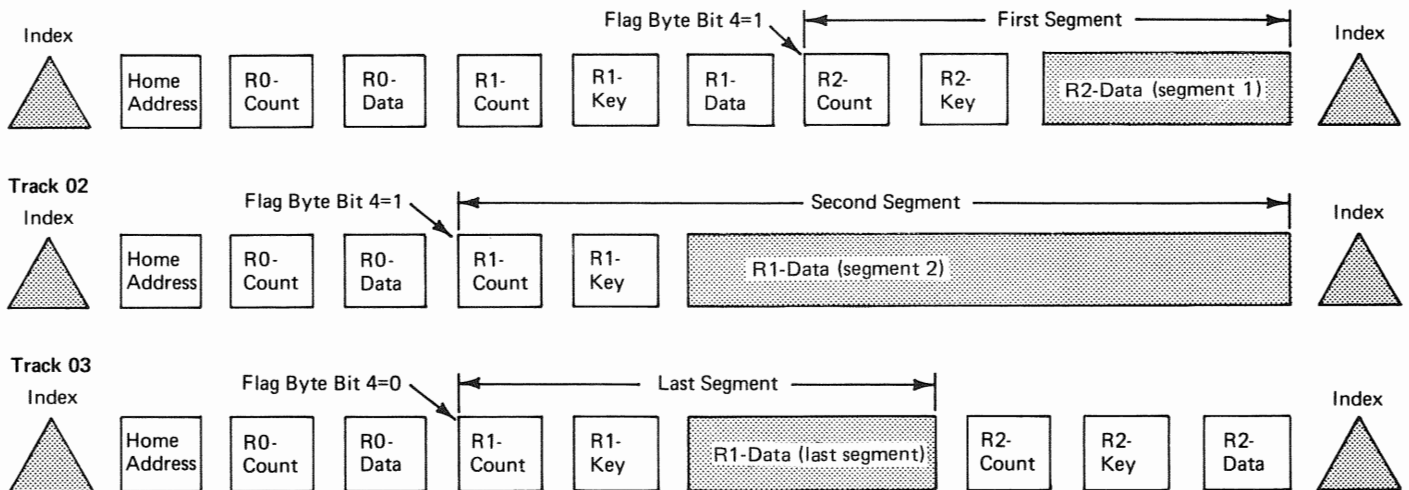 Flag Byte Bit 4=1
First Segment
Index
Index
Home
Address
R0-
Count
R0-
Data
R1-
Count
R1-
Key
R1-
Data
R2-
Count
R2-
Key
R2-Data (segment 1)
Track 02
Index
Flag Byte Bit 4=1
Second Segment
Index
Home
Address
R0-
Count
R0-
Data
R1-
Count
R1-
Key
R1-Data (segment 2)
Track 03
Index
Flag Byte Bit 4=0
Last Segment
Index
Home
Address
R0-
Count
R0-
Data
R1-
Count
R1-
Key
R1-Data (last segment)
R2-
Count
R2-
Key
R2-
Data